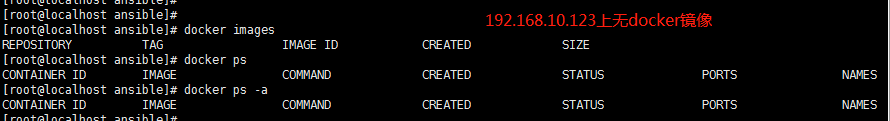 [root@localhost ansible]#
[root@localhost ansible]#
[root@localhost ansible]# docker images
192.168.10.123上无docker镜像
REPOSITORY TAG IMAGE ID CREATED SIZE
[root@localhost ansible]# docker ps
CONTAINER ID IMAGE COMMAND CREATED STATUS PORTS NAMES
[root@localhost ansible]# docker ps -a
CONTAINER ID IMAGE COMMAND CREATED STATUS PORTS NAMES
[root@localhost ansible]#